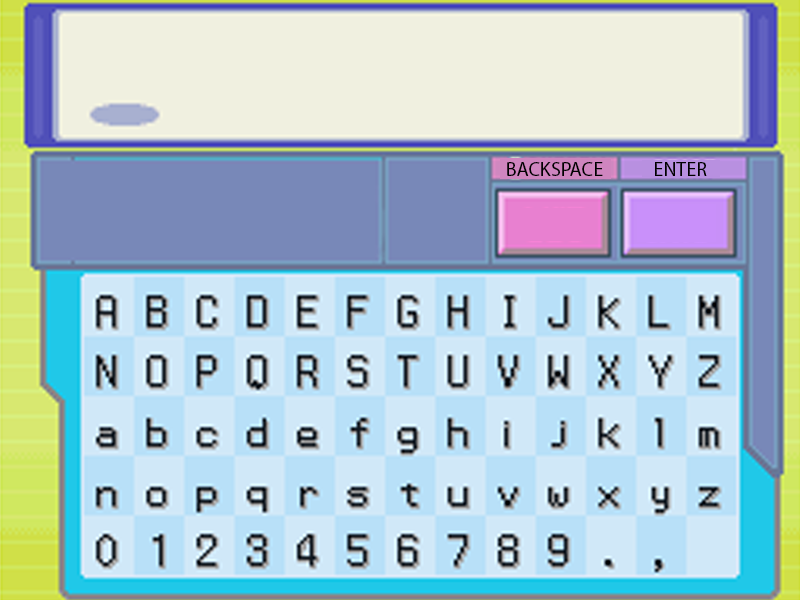 BACKSPACE ENTER
A B C D E F G H I J K L M
N O P Q R S T U V W X Y Z
a b c d e f g h i j k l m
n o p q r s t u v w x y z
0 1 2 3 4 5 6 7 8 9 . ,